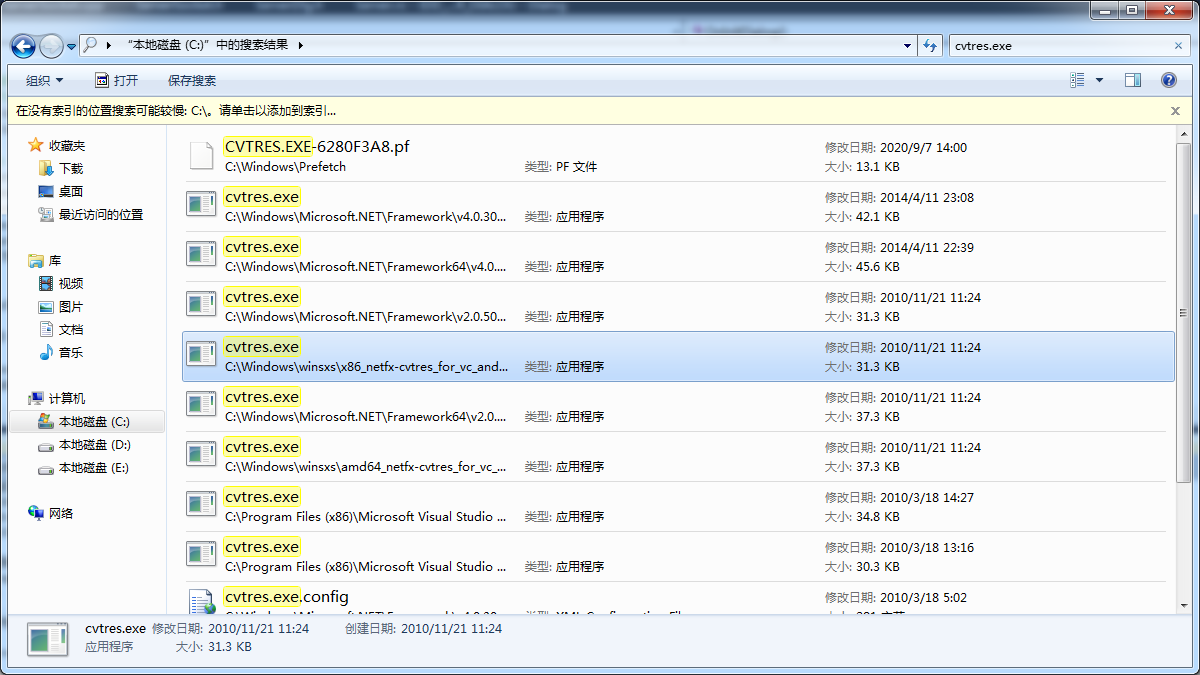 “本地磁盘 (C:)”中的搜索结果
cvtres.exe
组织 打开 保存搜索
在没有索引的位置搜索可能较慢: C:\。请单击以添加到索引...
收藏夹
下载
桌面
最近访问的位置
库
视频
图片
文档
音乐
计算机
本地磁盘 (C:)
本地磁盘 (D:)
本地磁盘 (E:)
网络
CVTRES.EXE-6280F3A8.pf 修改日期: 2020/9/7 14:00
C:\Windows\Prefetch 类型: PF 文件 大小: 13.1 KB
cvtres.exe 修改日期: 2014/4/11 23:08
C:\Windows\Microsoft.NET\Framework\v4.0.30... 类型: 应用程序 大小: 42.1 KB
cvtres.exe 修改日期: 2014/4/11 22:39
C:\Windows\Microsoft.NET\Framework64\v4.0.... 类型: 应用程序 大小: 45.6 KB
cvtres.exe 修改日期: 2010/11/21 11:24
C:\Windows\Microsoft.NET\Framework\v2.0.50... 类型: 应用程序 大小: 31.3 KB
cvtres.exe 修改日期: 2010/11/21 11:24
C:\Windows\winsxs\x86_netfx-cvtres_for_vc_and... 类型: 应用程序 大小: 31.3 KB
cvtres.exe 修改日期: 2010/11/21 11:24
C:\Windows\Microsoft.NET\Framework64\v2.0.... 类型: 应用程序 大小: 37.3 KB
cvtres.exe 修改日期: 2010/11/21 11:24
C:\Windows\winsxs\amd64_netfx-cvtres_for_vc_... 类型: 应用程序 大小: 37.3 KB
cvtres.exe 修改日期: 2010/3/18 14:27
C:\Program Files (x86)\Microsoft Visual Studio ... 类型: 应用程序 大小: 34.8 KB
cvtres.exe 修改日期: 2010/3/18 13:16
C:\Program Files (x86)\Microsoft Visual Studio ... 类型: 应用程序 大小: 30.3 KB
cvtres.exe.config 修改日期: 2010/3/18 5:02
cvtres.exe 修改日期: 2010/11/21 11:24 创建日期: 2010/11/21 11:24
应用程序 大小: 31.3 KB